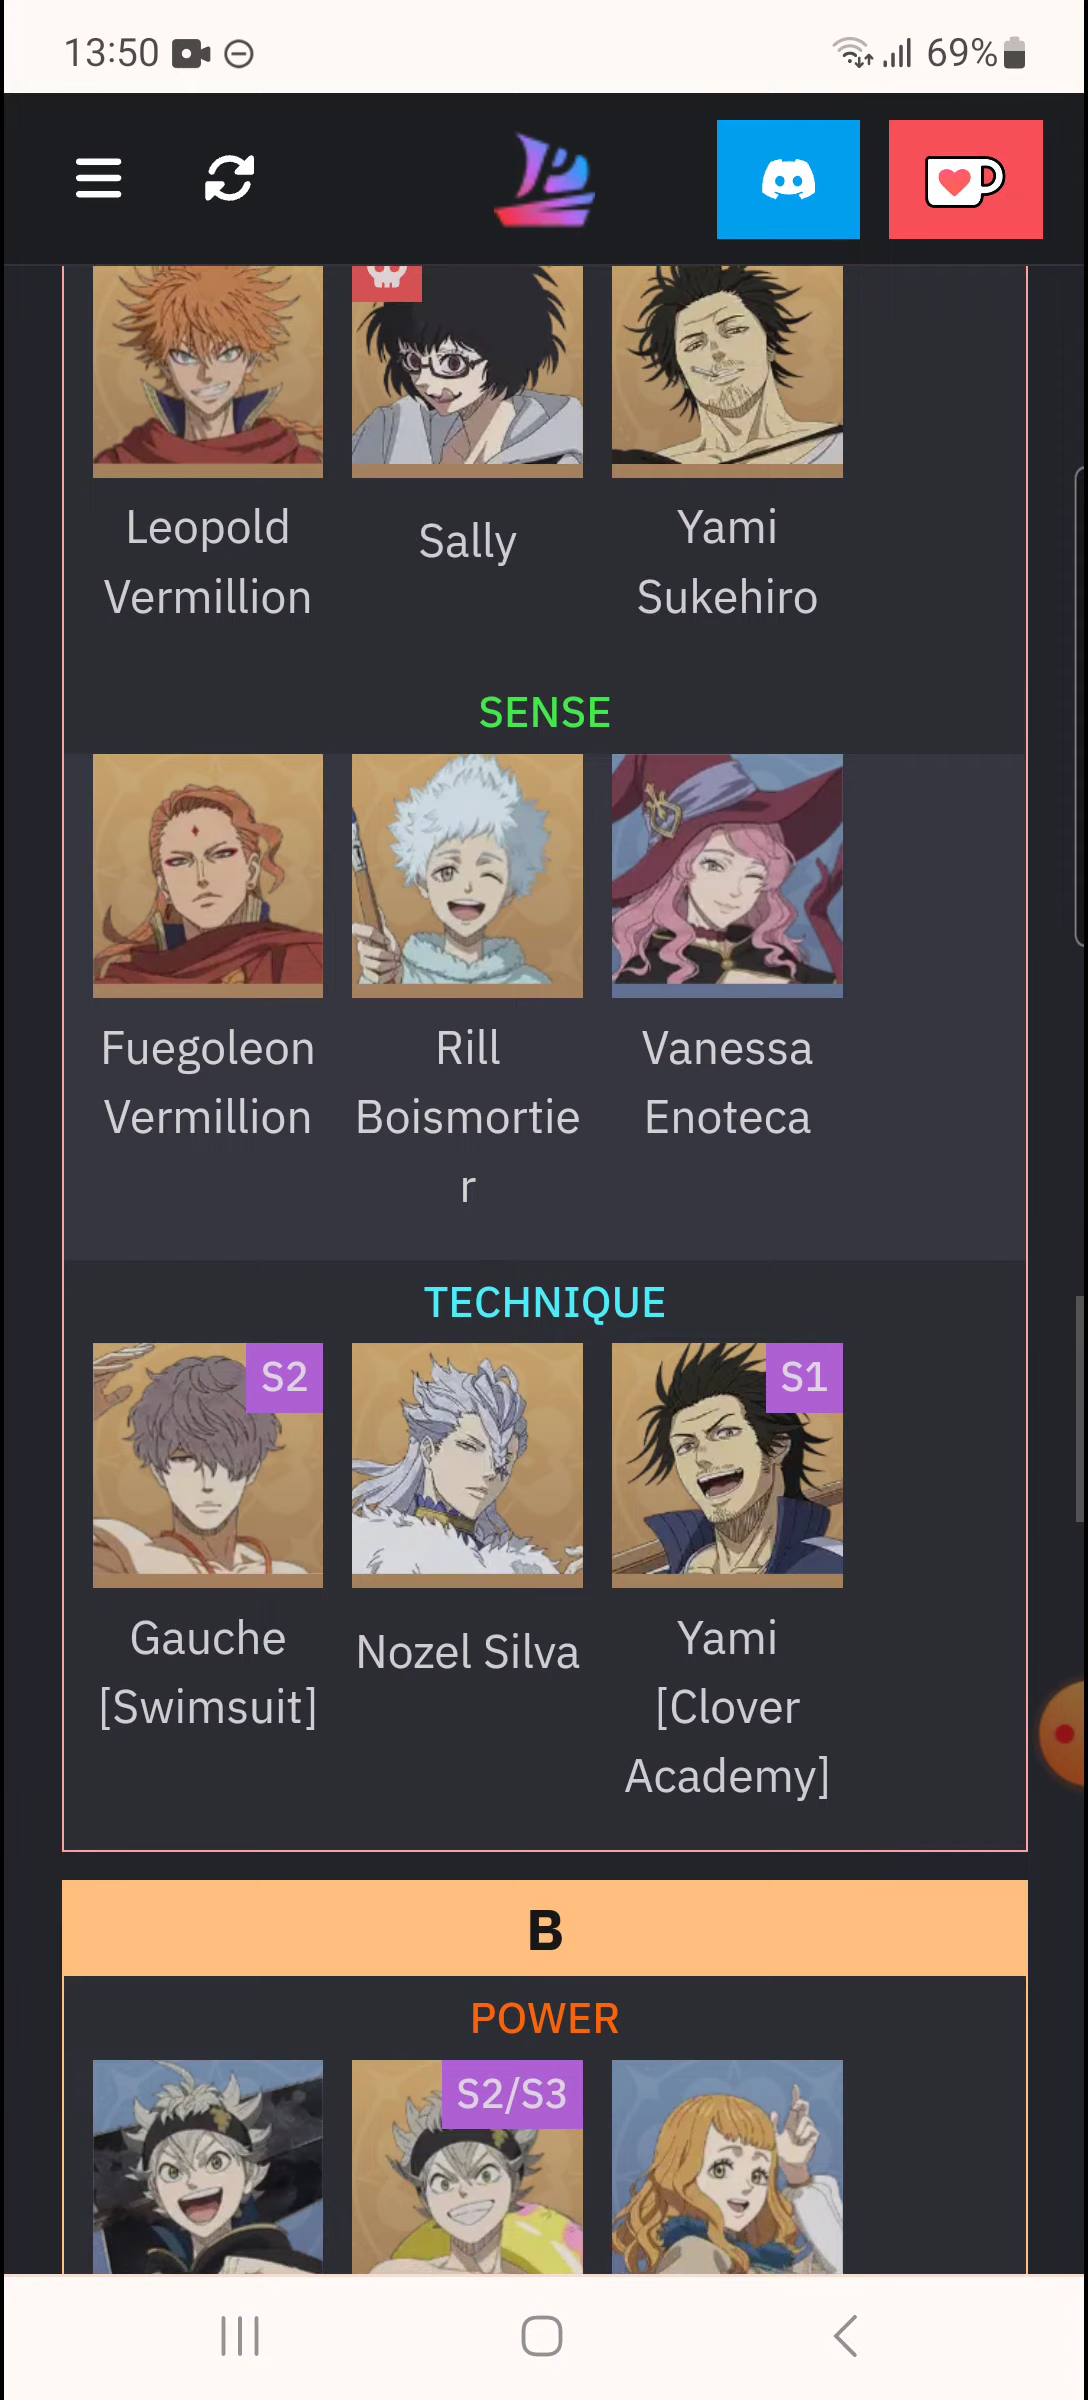 13:50
69%
Leopold
Vermillion
Sally
Yami
Sukehiro
SENSE
Fuegoleon
Vermillion
Rill
Boismortie
r
Vanessa
Enoteca
TECHNIQUE
S2
S1
Gauche
[Swimsuit]
Nozel Silva
Yami
[Clover
Academy]
B
POWER
S2/S3